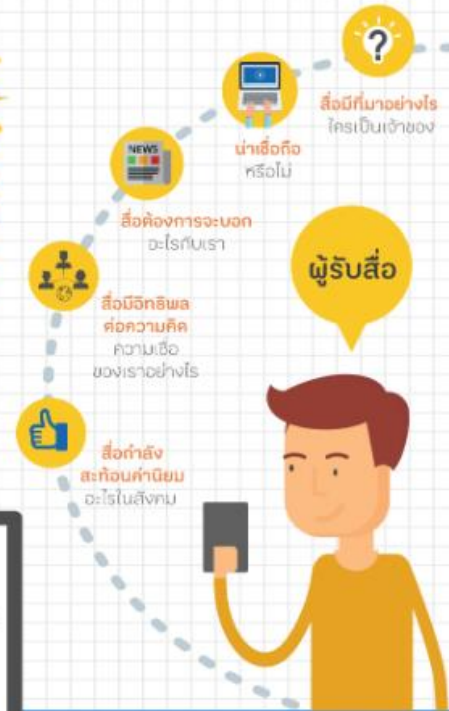 สื่อมีที่มาอย่างไร
ใครเป็นเจ้าของ
น่าเชื่อถือ
หรือไม่
NEWS
สื่อต้องการจะบอก
อะไรกับเรา
ผู้รับสื่อ
สื่อมีอิทธิพล
ต่อความคิด
ความเชื่อ
ของเราอย่างไร
สื่อกำลัง
สะท้อนค่านิยม
อะไรในสังคม